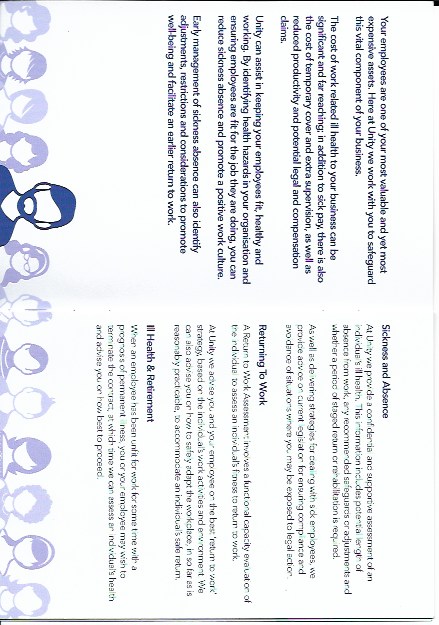 Your employees are one of your most valuable and yet most
expensive assets. Here at Unity we work with you to safeguard
this vital component of your business.
The cost of work related ill health to your business can be
significant and far reaching; in addition to sick pay, there is also
the cost of temporary cover and extra supervision, as well as
reduced productivity and potential legal and compensation
claims.
Unity can assist in keeping your employees fit, healthy and
working. By identifying health hazards in your organisation and
ensuring employees are fit for the job they are doing, you can
reduce sickness absence and promote a positive work culture.
Early management of sickness absence can also identify
adjustments, restrictions and considerations to promote
well-being and facilitate an earlier return to work.
Sickness and Absence
At Unity we provide a confidential and supportive assessment of an
individual's ill health. This information includes potential length of
absence from work, any recommended safeguards or adjustments and
whether a period of staged return or rehabilitation is required.
As well as delivering strategies for dealing with sick employees, we
provide advice on current legislation for ensuring compliance and
avoidance of situations where you may be exposed to legal action.
Returning To Work
A Return to Work Assessment involves a functional capacity evaluation of
the individual to assess an individual's fitness to return to work.
At Unity we advise you and your employee on the best 'return to work'
strategy, based on the individual's work activities and environment. We
can also advise you on how to safely adapt the workplace, in so far as is
reasonably practicable, to accommodate an individual's safe return.
Ill Health & Retirement
When an employee has been unfit for work for some time with a
prognosis of permanent illness, you or your employee may wish to
terminate the contract, at which time we can assess an individual's health
and advise you on how best to proceed.